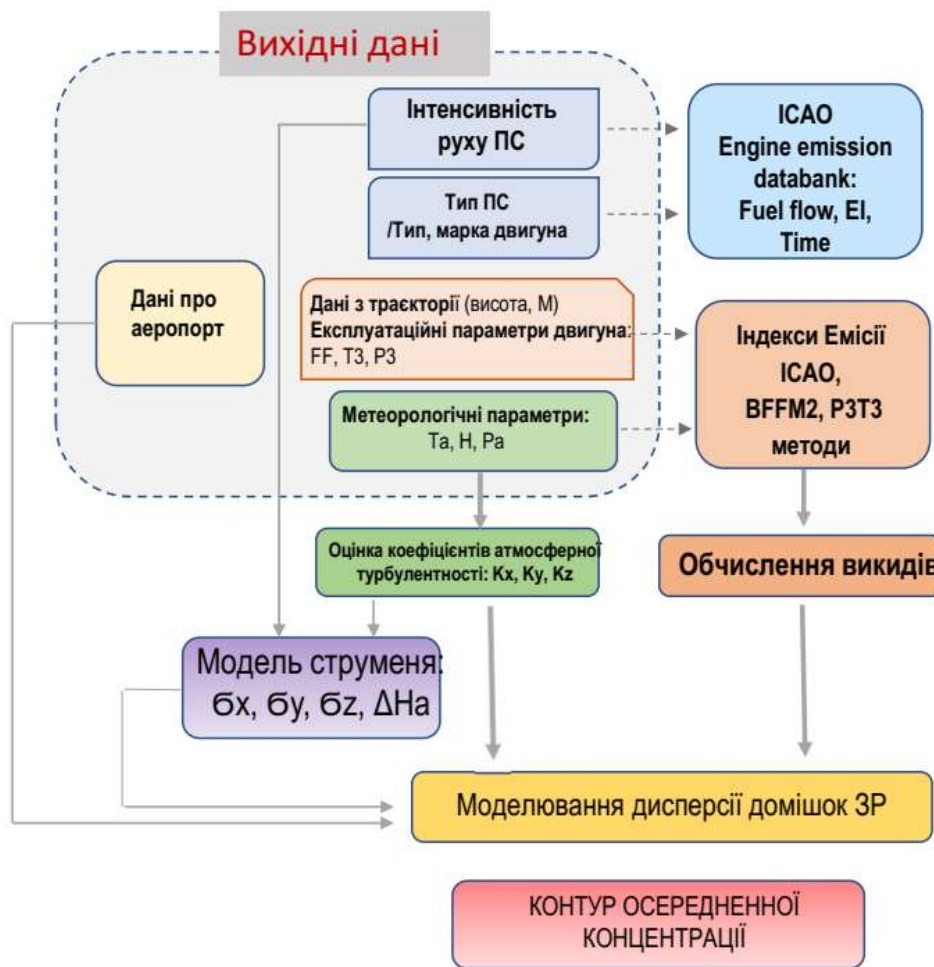 Вихідні дані
Інтенсивність
руху ПС
ICAO
Engine emission
databank:
Fuel flow, EI,
Time
Тип ПС
/Тип, марка двигуна
Дані про
аеропорт
Дані з траєкторії (висота, М)
Експлуатаційні параметри двигуна:
FF, T3, P3
Індекси Емісії
ICAO,
BFFM2, P3T3
методи
Метеорологічні параметри:
Ta, H, Pa
Оцінка коефіцієнтів атмосферної
турбулентності: Kx, Ky, Kz
Обчислення викидів
Модель струменя:
Ϭx, Ϭy, Ϭz, ΔHa
Моделювання дисперсії домішок ЗР
КОНТУР ОСЕРЕДНЕННОЇ
КОНЦЕНТРАЦІЇ